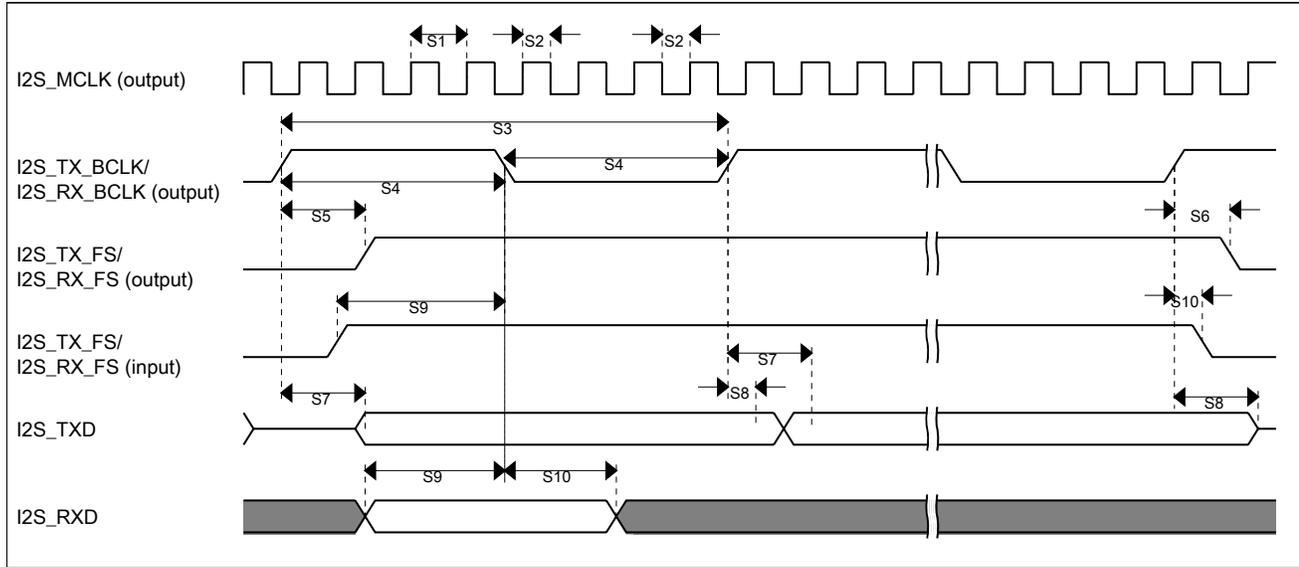 S1
S2
S2
I2S_MCLK (output)
S3
I2S_TX_BCLK/
I2S_RX_BCLK (output)
S4
S4
S5
S6
I2S_TX_FS/
I2S_RX_FS (output)
S9
S10
I2S_TX_FS/
I2S_RX_FS (input)
S7
S7
S8
S8
I2S_TXD
S9
S10
I2S_RXD